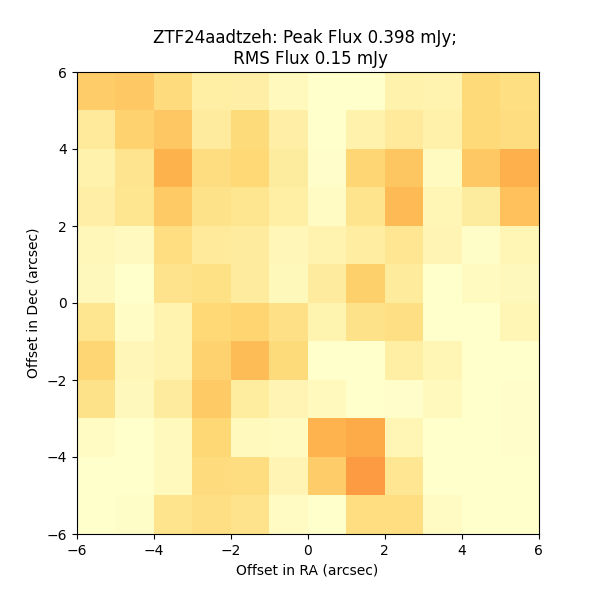 ZTF24aadtzeh: Peak Flux 0.398 mJy;
RMS Flux 0.15 mJy
6
4
2
0
−2
−4
−6
Offset in Dec (arcsec)
−6 −4 −2 0 2 4 6
Offset in RA (arcsec)